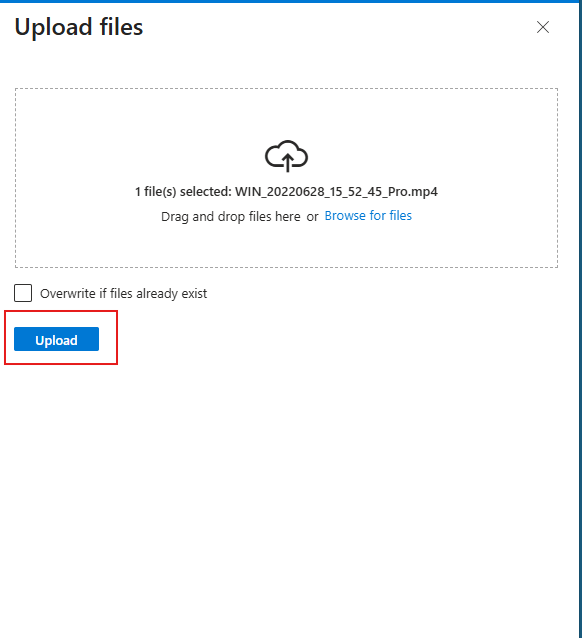 Upload files
1 file(s) selected: WIN_20220628_15_52_45_Pro.mp4
Drag and drop files here or Browse for files
Overwrite if files already exist
Upload